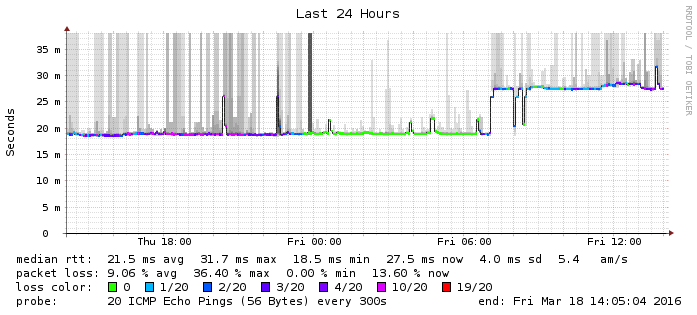 Last 24 Hours
RRDTOOL / TOBI OETIKER
Seconds
35 m
30 m
25 m
20 m
15 m
10 m
5 m
0
Thu 18:00 Fri 00:00 Fri 06:00 Fri 12:00
median rtt: 21.5 ms avg 31.7 ms max 18.5 ms min 27.5 ms now 4.0 ms sd 5.4 am/s
packet loss: 9.06 % avg 36.40 % max 0.00 % min 13.60 % now
loss color: 0 1/20 2/20 3/20 4/20 10/20 19/20
probe: 20 ICMP Echo Pings (56 Bytes) every 300s end: Fri Mar 18 14:05:04 2016